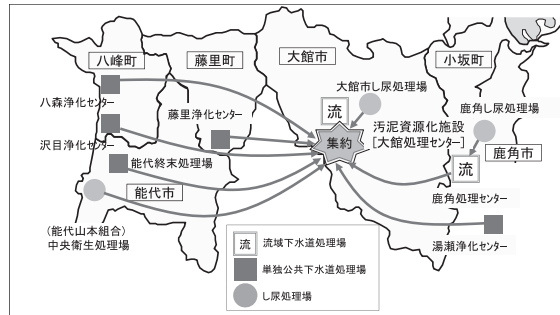 八峰町
藤里町
大館市
小坂町
八森浄化センター
沢目浄化センター
藤里浄化センター
能代終末処理場
能代市
(能代山本組合)
中央衛生処理場
大館市し尿処理場
流
集約
汚泥資源化施設
[大館処理センター]
鹿角し尿処理場
流
鹿角市
鹿角処理センター
湯瀬浄化センター
流 流域下水道処理場
単独公共下水道処理場
し尿処理場